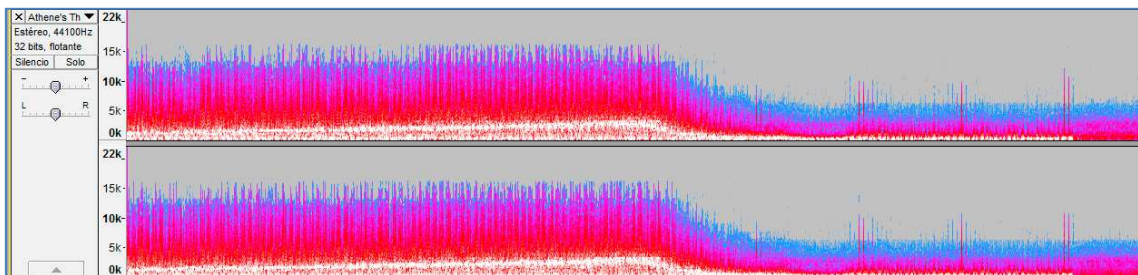 X Athene's Th ▼
Estéreo, 44100Hz
32 bits, flotante
Silencio Solo
- +
L R
22k
15k-
10k-
5k-
0k
22k
15k-
10k-
5k-
0k